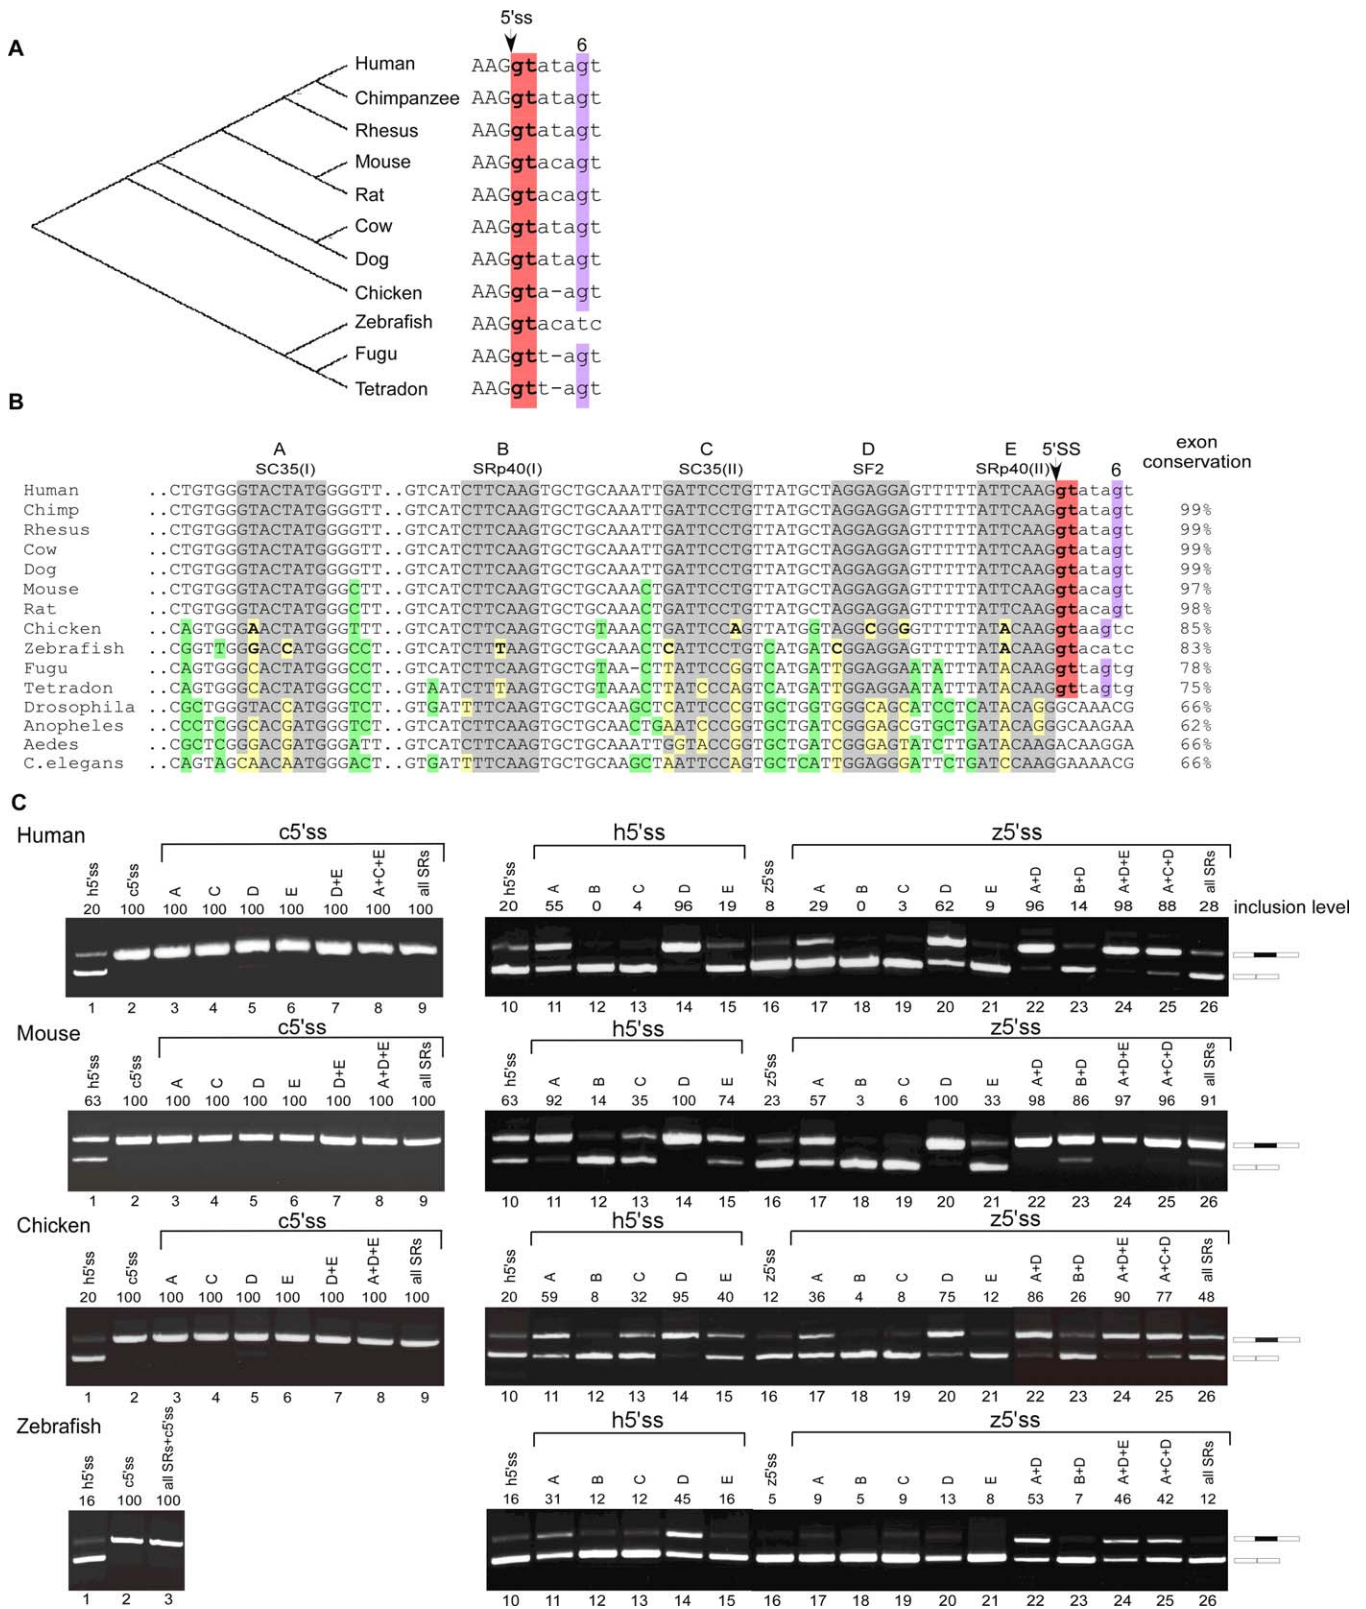 5'ss
A
6
Human AAGgtatagt
Chimpanzee AAGgtatagt
Rhesus AAGgtatagt
Mouse AAGgtacagt
Rat AAGgtacagt
Cow AAGgtatagt
Dog AAGgtatagt
Chicken AAGgta-agt
Zebrafish AAGgtacatc
Fugu AAGgtt-agt
Tetradon AAGgtt-agt
B
A B C D E 5'SS exon
SC35(I) SRp40(I) SC35(II) SF2 SRp40(II) 6 conservation
Human ..CTGTGGGTACTATGGGGTT..GTCATCTTCAAGTGCTGCAAATTGATTCCTGTTATGCTAGGAGGAGTTTTTATTCAAGgtatagt
Chimp ..CTGTGGGTACTATGGGGTT..GTCATCTTCAAGTGCTGCAAATTGATTCCTGTTATGCTAGGAGGAGTTTTTATTCAAGgtatagt 99%
Rhesus ..CTGTGGGTACTATGGGGTT..GTCATCTTCAAGTGCTGCAAATTGATTCCTGTTATGCTAGGAGGAGTTTTTATTCAAGgtatagt 99%
Cow ..CTGTGGGTACTATGGGGTT..GTCATCTTCAAGTGCTGCAAATTGATTCCTGTTATGCTAGGAGGAGTTTTTATTCAAGgtatagt 99%
Dog ..CTGTGGGTACTATGGGGTT..GTCATCTTCAAGTGCTGCAAATTGATTCCTGTTATGCTAGGAGGAGTTTTTATTCAAGgtatagt 99%
Mouse ..CTGTGGGTACTATGGGCTT..GTCATCTTCAAGTGCTGCAAACTGATTCCTGTTATGCTAGGAGGAGTTTTTATTCAAGgtacagt 97%
Rat ..CTGTGGGTACTATGGGCTT..GTCATCTTCAAGTGCTGCAAACTGATTCCTGTTATGCTAGGAGGAGTTTTTATTCAAGgtacagt 98%
Chicken ..CAGTGGGAACTATGGGTTT..GTCATCTTCAAGTGCTGTAAACTGATTCCAGTTATGGTAGGCGGGGTTTTTATACAAGgtaagtc 85%
Zebrafish ..CGGTTGGGACCATGGGCCT..GTCATCTTTAAGTGCTGCAAACTCATTCCTGTCATGATCGGAGGAGTTTTTATACAAGgtacatc 83%
Fugu ..CAGTGGGCACTATGGGCCT..GTCATCTTCAAGTGCTGTAA-CTTATTCCGGTCATGATTGGAGGAATATTTATACAAGgttagtg 78%
Tetradon ..CAGTGGGCACTATGGGCCT..GTAATCTTTAAGTGCTGTAAACTTATCCCAGTCATGATTGGAGGAATATTTATACAAGgttagtg 75%
Drosophila ..CGCTGGGTACCATGGGTCT..GTGATTTTCAAGTGCTGCAAGCTCATTCCCGTGCTGGTGGGCAGCATCCTCATACAGGGCAAACG 66%
Anopheles 62%
Aedes ..CGCTCGGGACGATGGGATT..GTCATCTTCAAGTGCTGCAAATTGGTACCGGTGCTGATCGGGAGTATCTTGATACAAGACAAGGA 66%
C.elegans ..CAGTAGCAACAATGGGACT..GTGATTTTCAAGTGCTGCAAGCTAATTCCAGTGCTCATTGGAGGGATTCTGATCCAAGGAAAACG 66%
C
Human
c5'ss h5'ss z5'ss
h5'ss c5'ss A C D E D+E A+C+E all SRs h5'ss A B C D E z5'ss A B C D E A+D B+D A+D+E A+C+D all SRs
20 100 100 100 100 100 100 100 100 20 55 0 4 96 19 8 29 0 3 62 9 96 14 98 88 28 inclusion level
1 2 3 4 5 6 7 8 9 10 11 12 13 14 15 16 17 18 19 20 21 22 23 24 25 26
Mouse
c5'ss h5'ss z5'ss
h5'ss c5'ss A C D E D+E A+D+E all SRs h5'ss A B C D E z5'ss A B C D E A+D B+D A+D+E A+C+D all SRs
63 100 100 100 100 100 100 100 100 63 92 14 35 100 74 23 57 3 6 100 33 98 86 97 96 91
1 2 3 4 5 6 7 8 9 10 11 12 13 14 15 16 17 18 19 20 21 22 23 24 25 26
Chicken
c5'ss h5'ss z5'ss
h5'ss c5'ss A C D E D+E A+D+E all SRs h5'ss A B C D E z5'ss A B C D E A+D B+D A+D+E A+C+D all SRs
20 100 100 100 100 100 100 100 100 20 59 8 32 95 40 12 36 4 8 75 12 86 26 90 77 48
1 2 3 4 5 6 7 8 9 10 11 12 13 14 15 16 17 18 19 20 21 22 23 24 25 26
Zebrafish
h5'ss z5'ss
h5'ss c5'ss all SRs+c5'ss h5'ss A B C D E z5'ss A B C D E A+D B+D A+D+E A+C+D all SRs
16 100 100 16 31 12 12 45 16 5 9 5 9 13 8 53 7 46 42 12
1 2 3 10 11 12 13 14 15 16 17 18 19 20 21 22 23 24 25 26